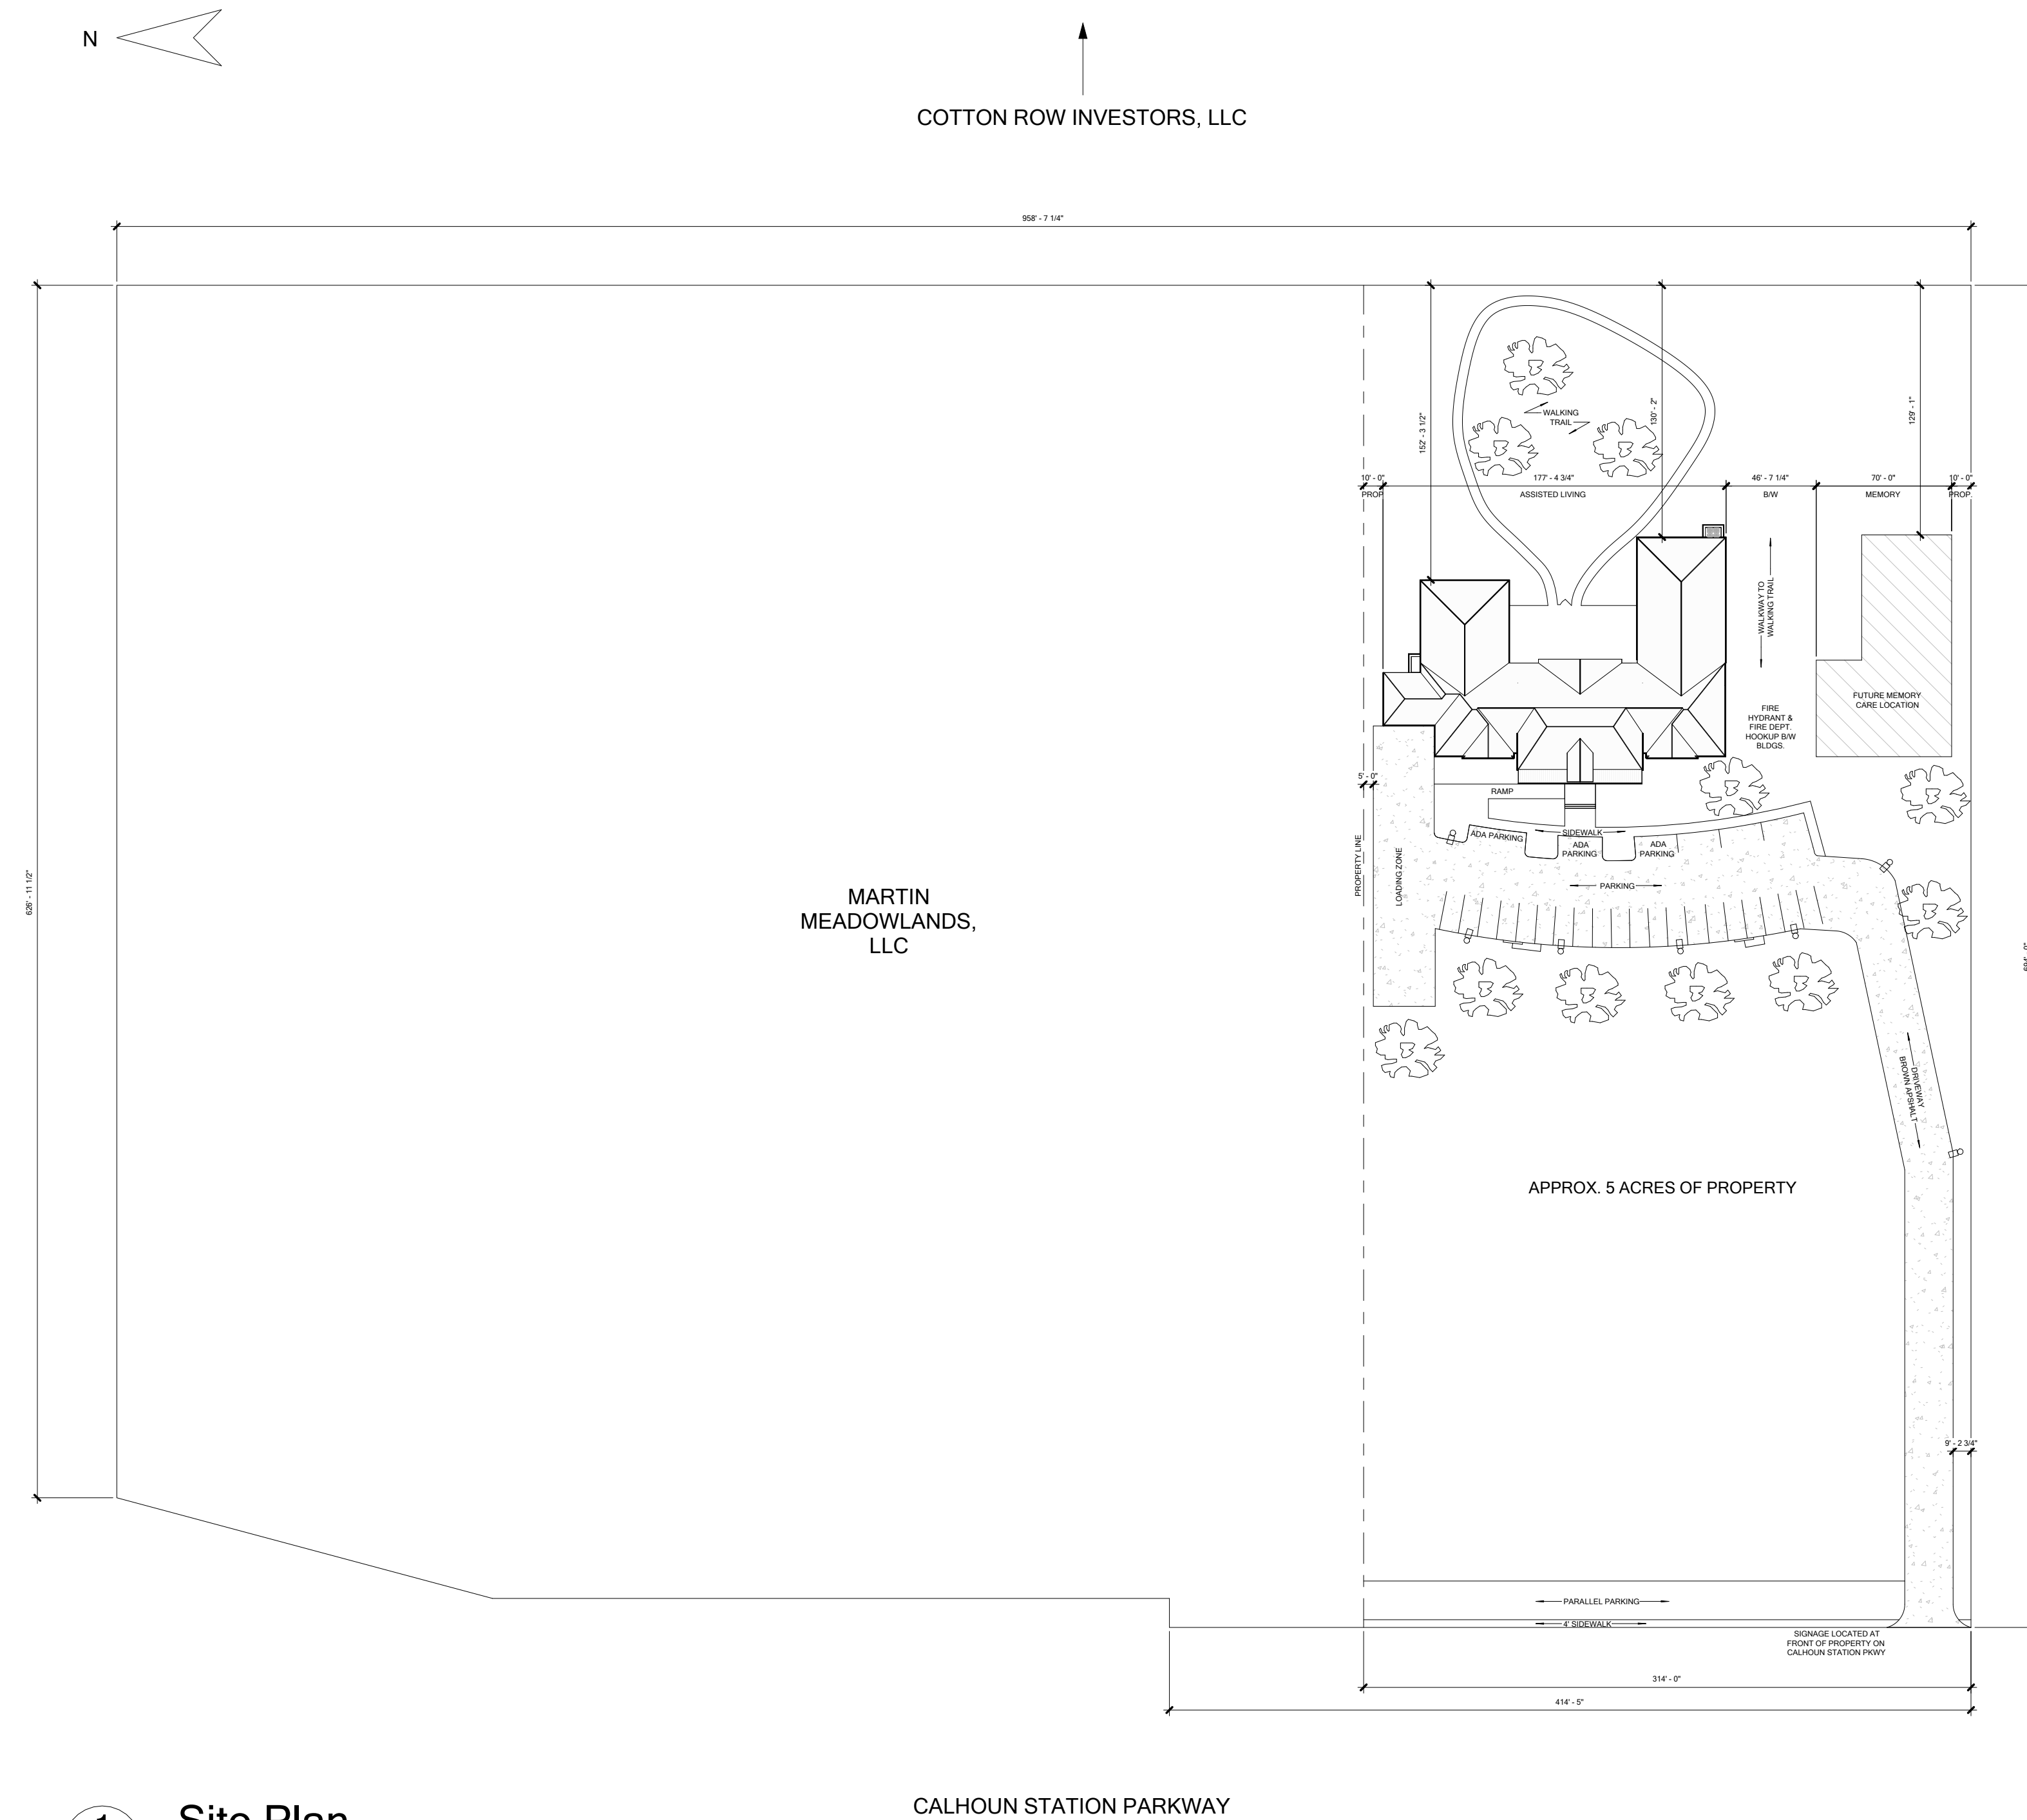 N
COTTON ROW INVESTORS, LLC
958' - 7 1/4"
626' - 11 1/2"
152' - 3 1/2"
130' - 2"
129' - 1"
WALKING
TRAIL
10' - 0"
177' - 4 3/4"
46' - 7 1/4"
70' - 0"
10' - 0"
PROP
ASSISTED LIVING
B/W
MEMORY
PROP.
WALKWAY TO
WALKING TRAIL
FUTURE MEMORY
CARE LOCATION
FIRE
HYDRANT &
FIRE DEPT.
HOOKUP B/W
BLDGS.
5' - 0"
RAMP
PROPERTY LINE
LOADING ZONE
ADA PARKING
SIDEWALK
ADA
PARKING
ADA
PARKING
PARKING
MARTIN
MEADOWLANDS,
LLC
DRIVEWAY
BROWN APSHALT
APPROX. 5 ACRES OF PROPERTY
9' - 2 3/4"
PARALLEL PARKING
4' SIDEWALK
SIGNAGE LOCATED AT
FRONT OF PROPERTY ON
CALHOUN STATION PKWY
314' - 0"
414' - 5"
CALHOUN STATION PARKWAY
1
Site Plan